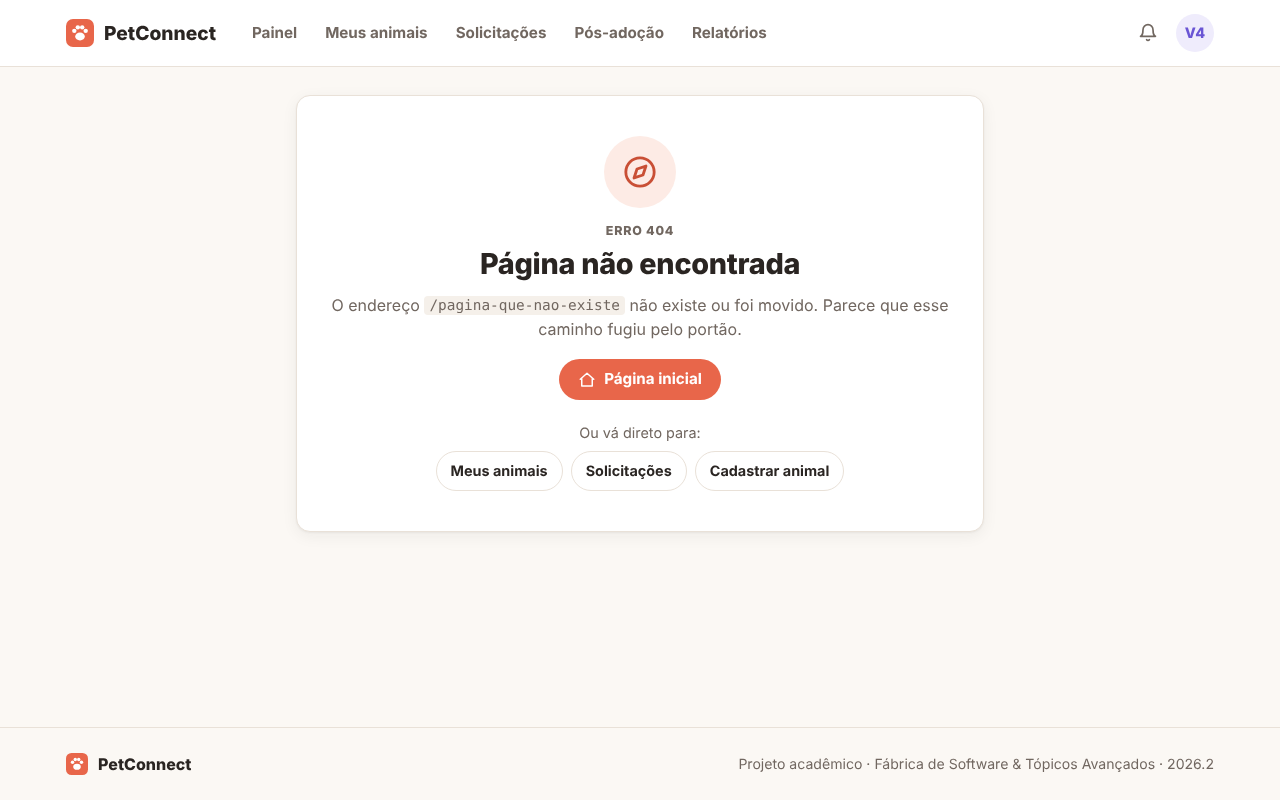 PetConnect Painel Meus animais Solicitações Pós-adoção Relatórios V4
ERRO 404
Página não encontrada
O endereço /pagina-que-nao-existe não existe ou foi movido. Parece que esse
caminho fugiu pelo portão.
Página inicial
Ou vá direto para:
Meus animais Solicitações Cadastrar animal
PetConnect Projeto acadêmico · Fábrica de Software & Tópicos Avançados · 2026.2